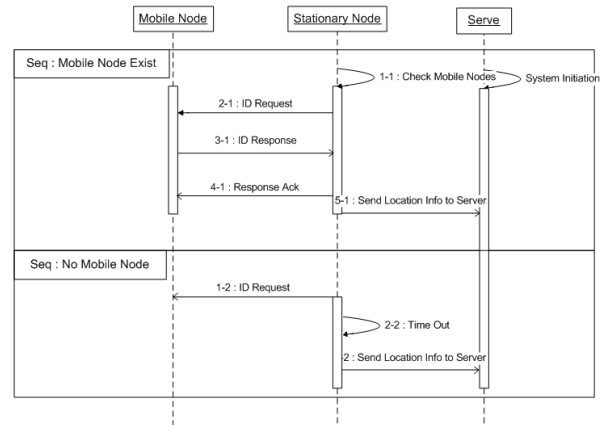 Mobile Node
Stationary Node
Serve
Seq : Mobile Node Exist
1-1 : Check Mobile Nodes
System Initiation
2-1 : ID Request
3-1 : ID Response
4-1 : Response Ack
5-1 : Send Location Info to Server
Seq : No Mobile Node
1-2 : ID Request
2-2 : Time Out
-2 : Send Location Info to Server